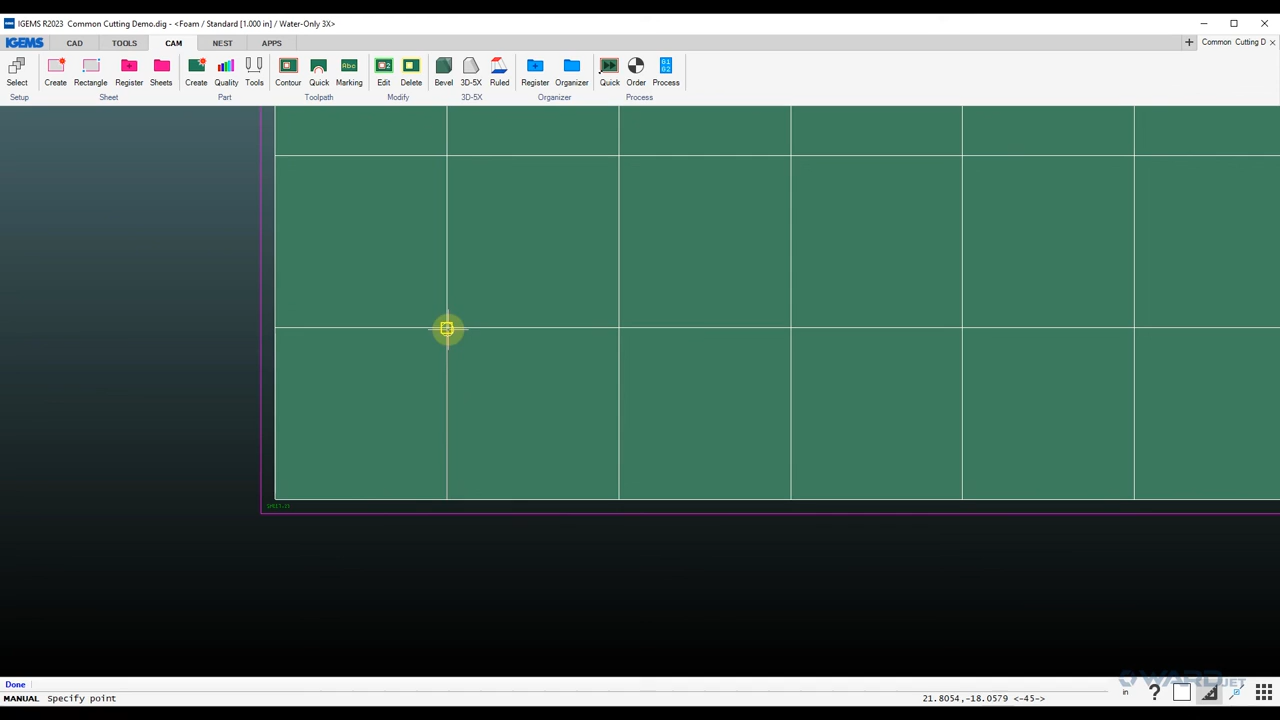 IGEMS R2023 Common Cutting Demo.dig - <Foam / Standard [1.000 in] / Water-Only 3X>
IGEMS CAD TOOLS CAM NEST APPS + Common Cutting D
Select Create Rectangle Register Sheets Create Quality Tools Contour Quick Marking Edit Delete Bevel 3D-5X Ruled Register Organizer Quick Order Process
Setup Sheet Part Toolpath Modify 3D-5X Organizer Process
Done
MANUAL Specify point 21.8054,-18.0579 <-45> in ?
WARDJET